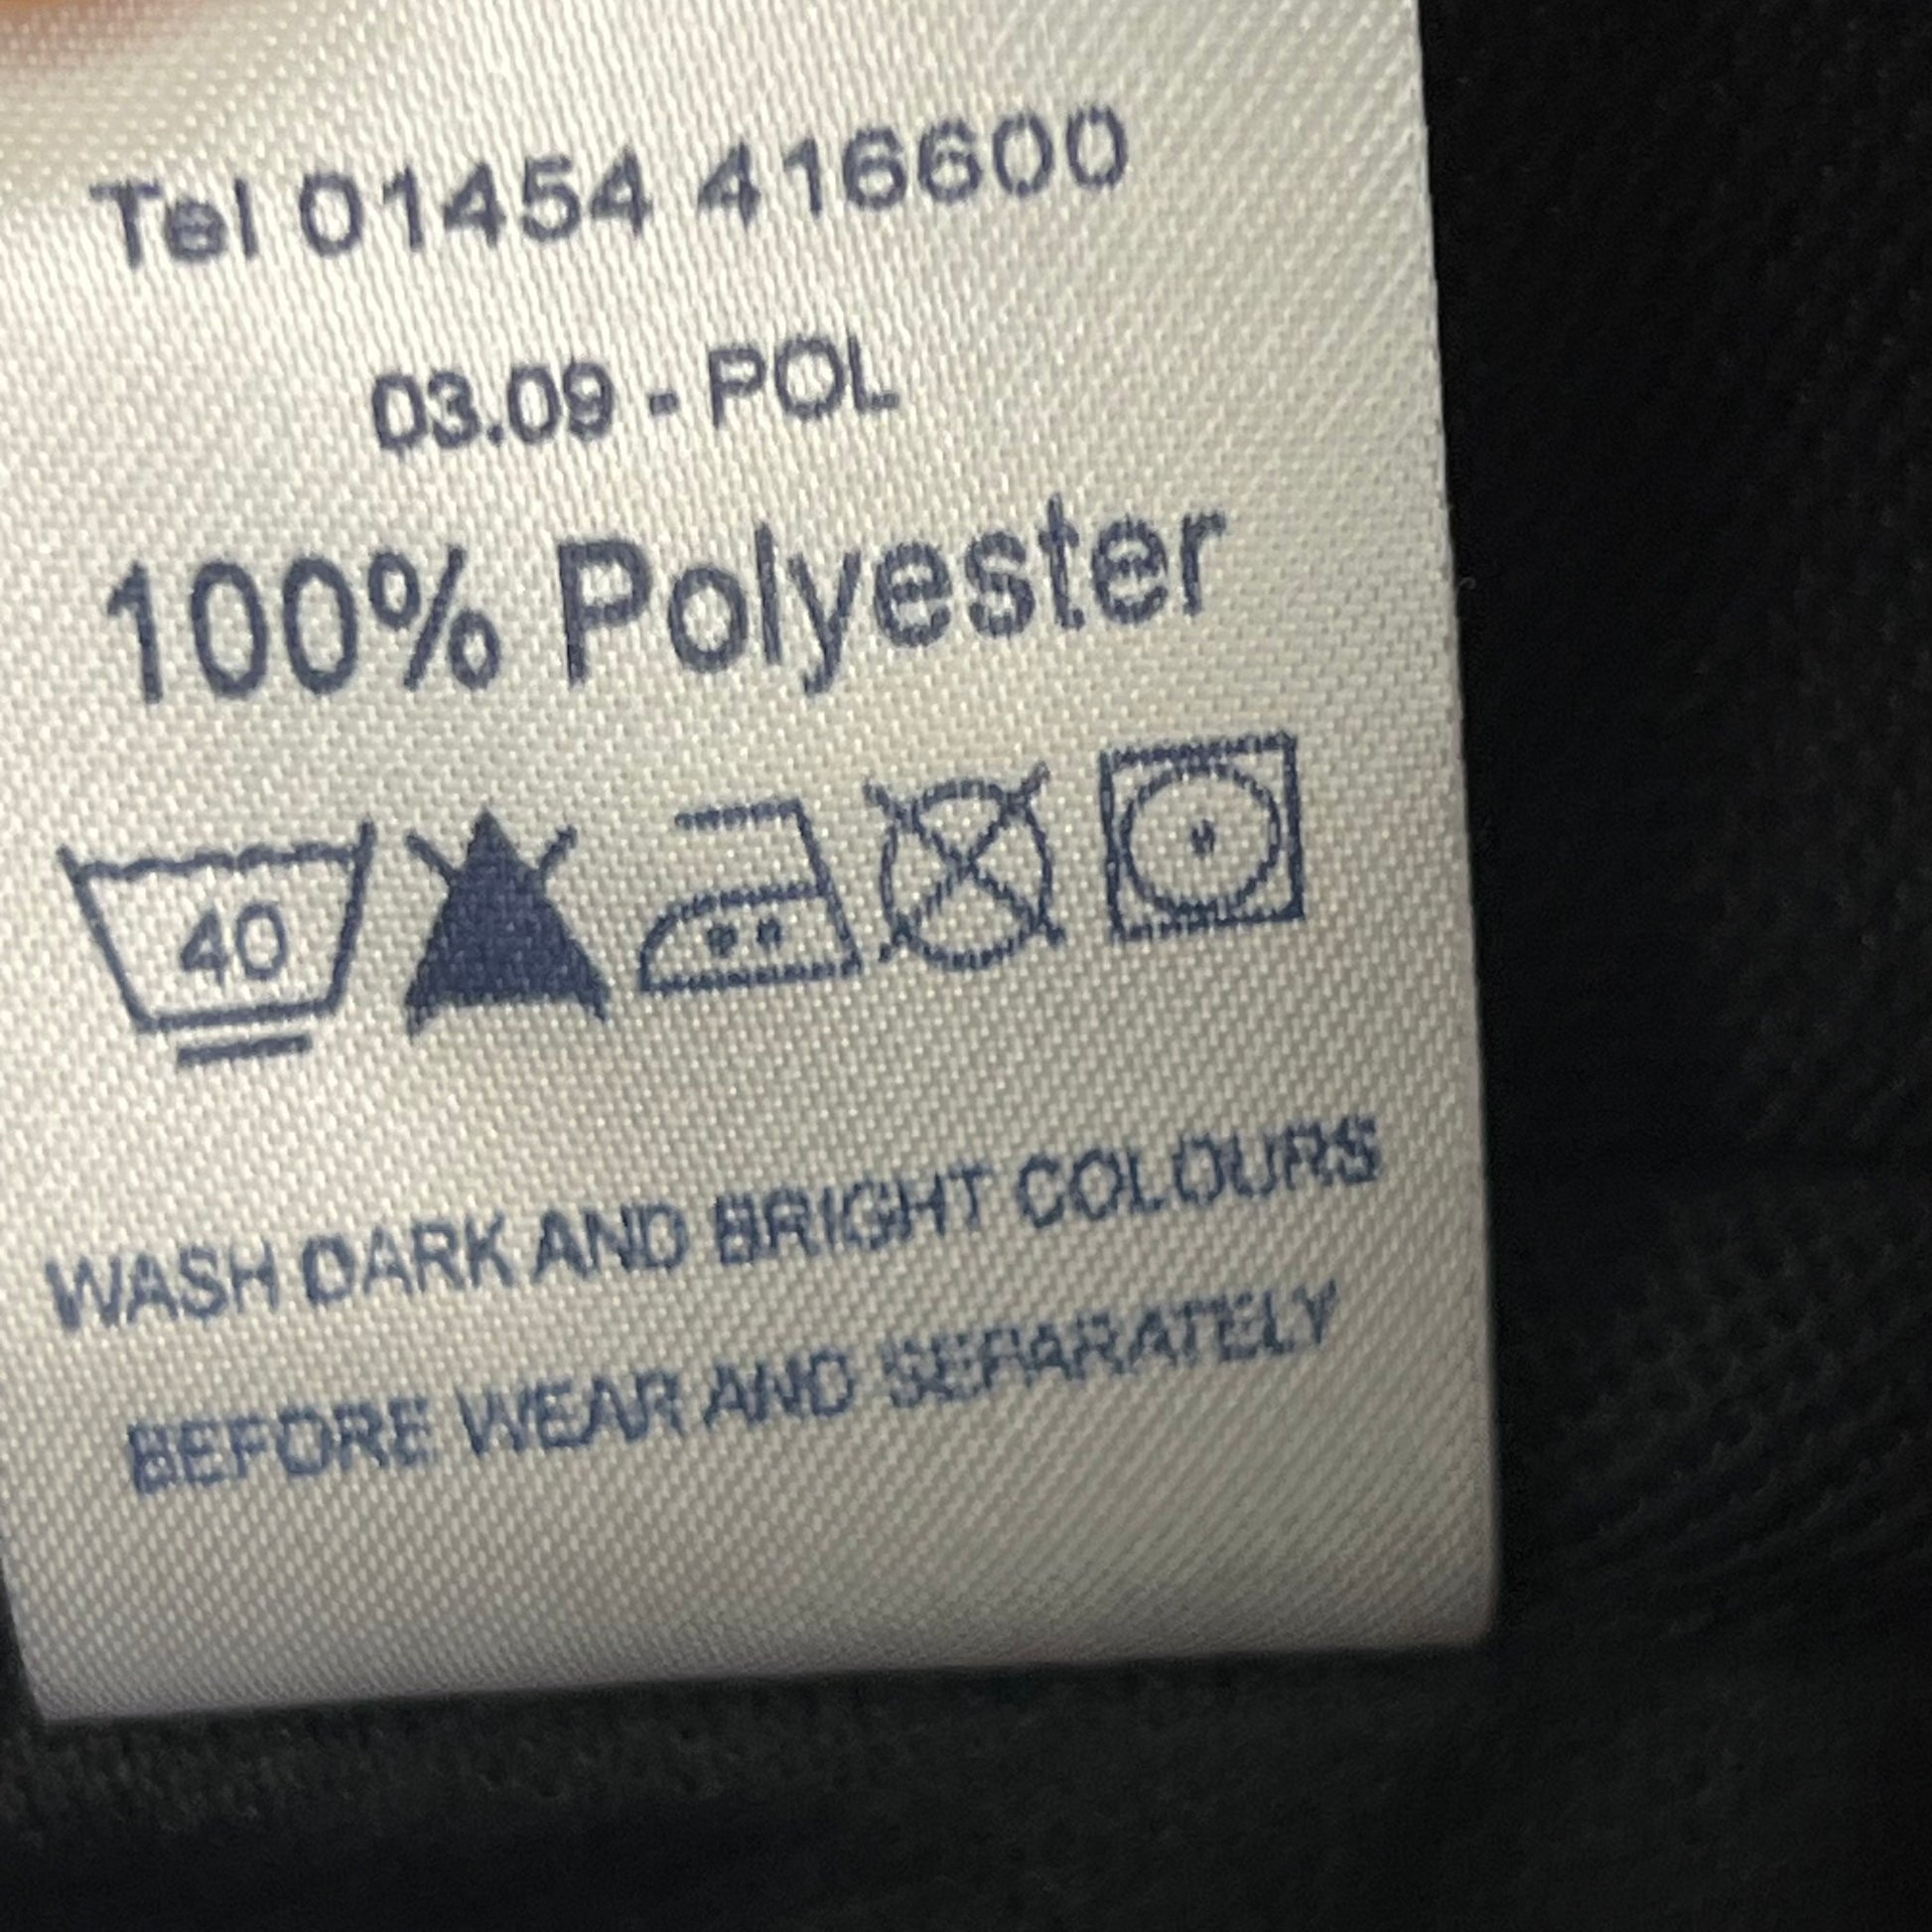 Tel 01454 416600
03.09 - POL
100% Polyester
40
WASH DARK AND BRIGHT COLOURS
BEFORE WEAR AND SEPARATELY